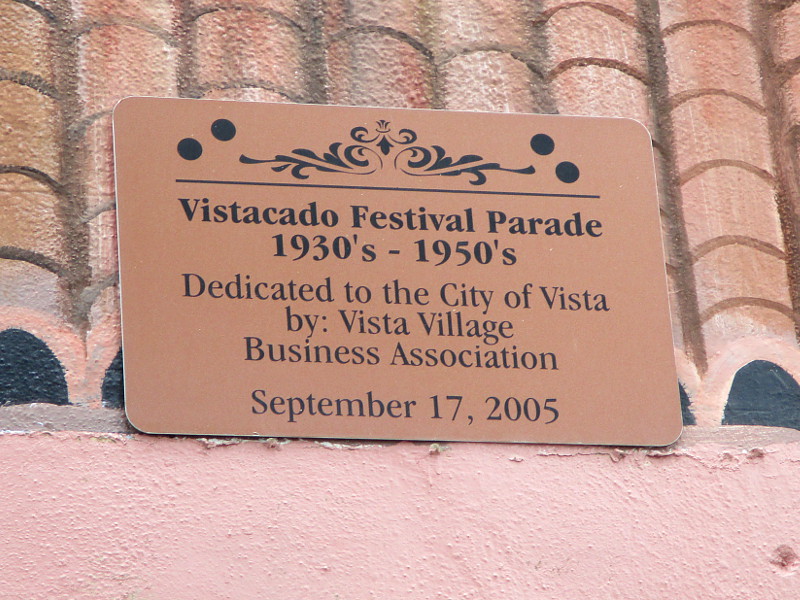 Vistacado Festival Parade
1930's - 1950's
Dedicated to the City of Vista
by: Vista Village
Business Association
September 17, 2005